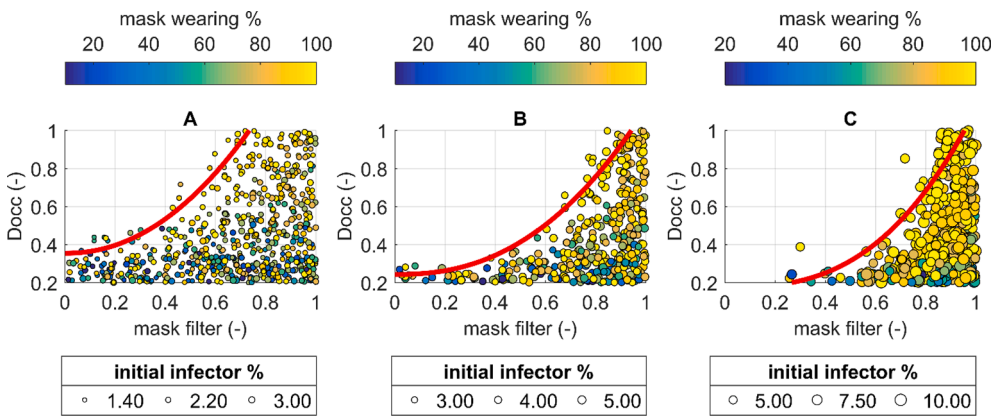 mask wearing % mask wearing % mask wearing %
20 40 60 80 100 20 40 60 80 100 20 40 60 80 100
A B C
1 1 1
0.8 0.8 0.8
0.6 0.6 0.6
0.4 0.4 0.4
0.2 0.2 0.2
Docc (-) Docc (-) Docc (-)
0 0.2 0.4 0.6 0.8 1 0 0.2 0.4 0.6 0.8 1 0 0.2 0.4 0.6 0.8 1
mask filter (-) mask filter (-) mask filter (-)
initial infector % initial infector % initial infector %
1.40 2.20 3.00 3.00 4.00 5.00 5.00 7.50 10.00